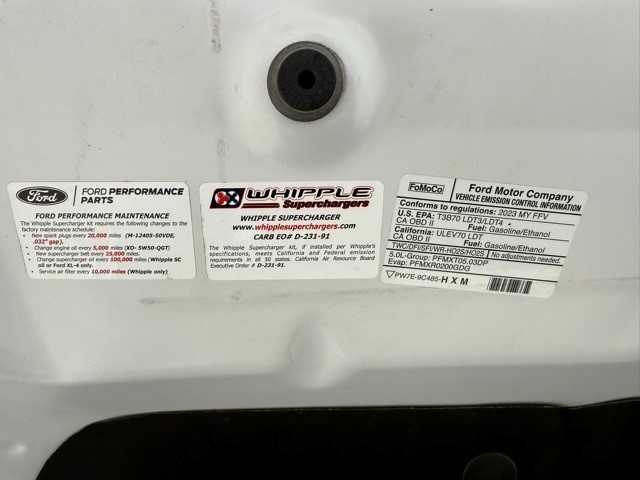 Ford
FORD PERFORMANCE
PARTS
FORD PERFORMANCE MAINTENANCE
The Whipple Supercharger kit requires the following changes to
factory maintenance schedule:
- New spark plugs every 20,000 miles (M-12405-50VDE,
.032" gap).
- Change engine oil every 5,000 miles (XO- 5W50-QGT)
- New supercharger belt every 25,000 miles.
- Change supercharger oil every 100,000 miles (Whipple SC
oil or Ford XL-4 only.
- Service air filter every 10,000 miles (Whipple only)
WHIPPLE
Superchargers
WHIPPLE SUPERCHARGER
www.whipplesuperchargers.com
CARB EO# D-231-91
The Whipple Supercharger kit, if installed per Whipple's
specifications, meets California and Federal emission
requirements in all 50 states. California Air Resource Board
Executive Order # D-231-91.
FoMoCo
Ford Motor Company
VEHICLE EMISSION CONTROL INFORMATION
Conforms to regulations: 2023 MY FFV
U.S. EPA: T3B70 LDT3/LDT4
CA OBD II Fuel: Gasoline/Ethanol
California: ULEV70 LDT
CA OBD II Fuel: Gasoline/Ethanol
TWC/DFI/SFI/WR-HO2S/HO2S No adjustments needed.
5.0L-Group: PFMXT05.03DP
Evap: PFMXR0200GDG
PW7E-9C485-H X M